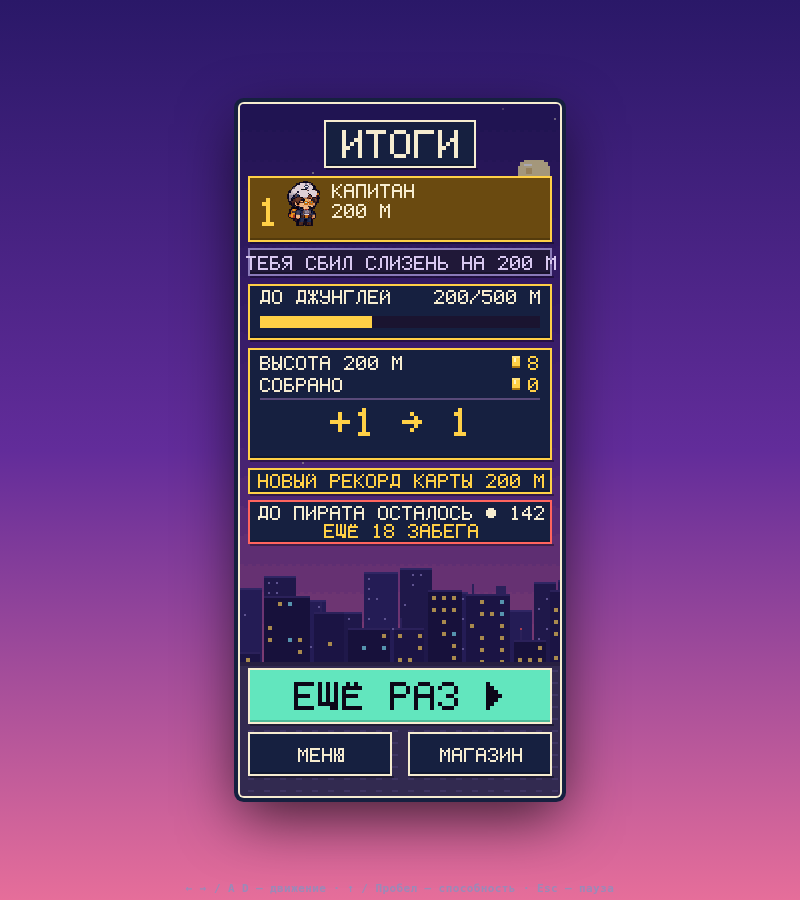 ИТОГИ
1
КАПИТАН
200 М
ТЕБЯ СБИЛ СЛИЗЕНЬ НА 200 М
ДО ДЖУНГЛЕЙ 200/500 М
ВЫСОТА 200 М 8
СОБРАНО 0
+1 → 1
НОВЫЙ РЕКОРД КАРТЫ 200 М
ДО ПИРАТА ОСТАЛОСЬ ● 142
ЕЩЁ 18 ЗАБЕГА
ЕЩЁ РАЗ
МЕНЮ МАГАЗИН